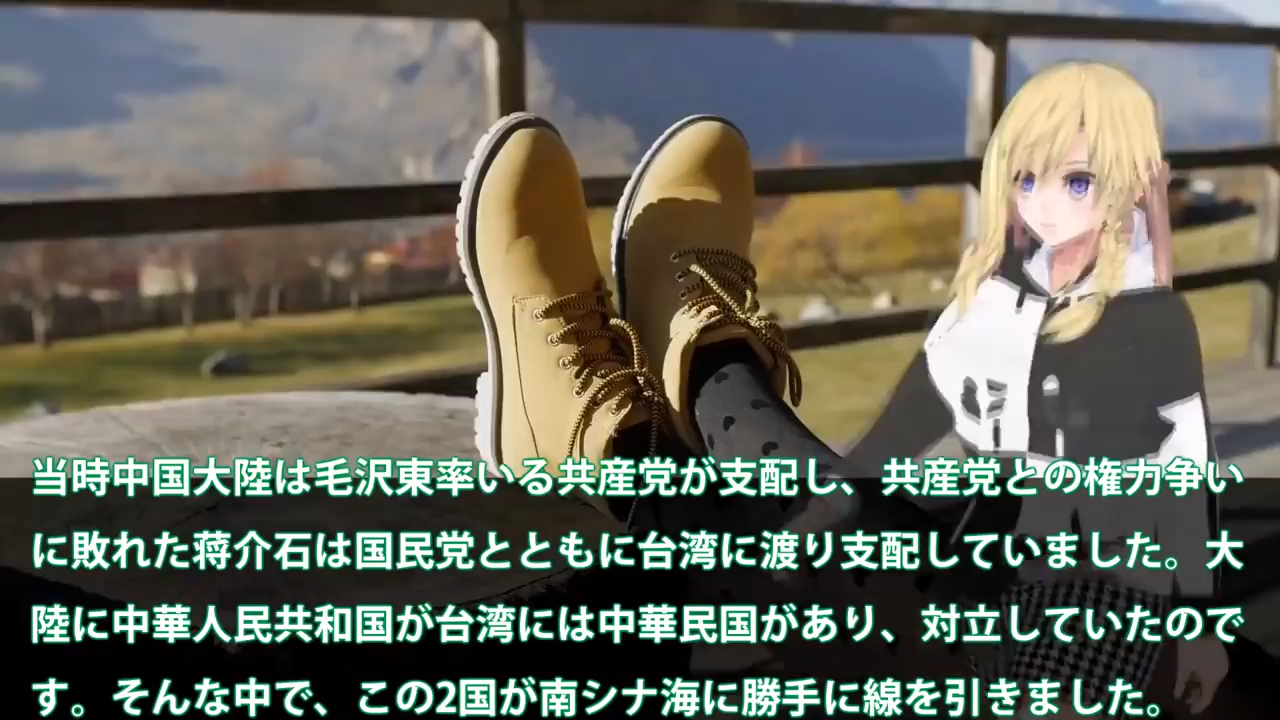 当時中国大陸は毛沢東率いる共産党が支配し、共産党との権力争い
に敗れた蒋介石は国民党とともに台湾に渡り支配していました。大
陸に中華人民共和国が台湾には中華民国があり、対立していたので
す。そんな中で、この2国が南シナ海に勝手に線を引きました。